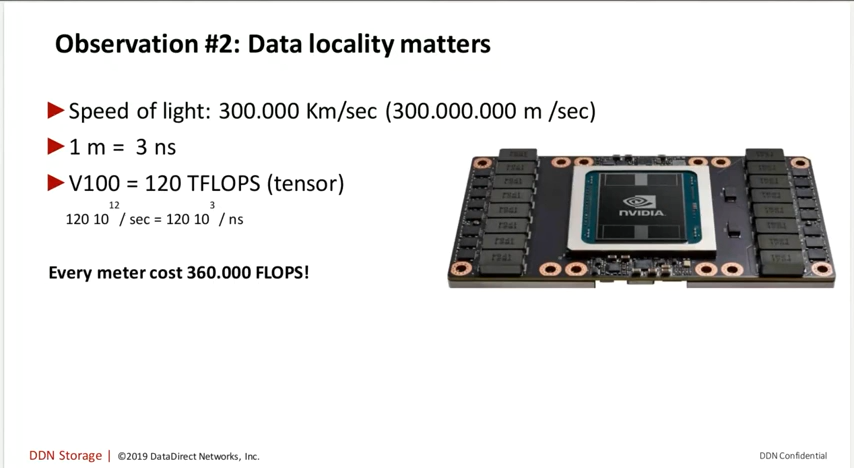 Observation #2: Data locality matters
Speed of light: 300.000 Km/sec (300.000.000 m /sec)
1 m = 3 ns
V100 = 120 TFLOPS (tensor)
120 10^12/ sec = 120 10^3/ ns
Every meter cost 360.000 FLOPS!
NVIDIA.
DDN Storage | ©2019 DataDirect Networks, Inc.
DDN Confidential